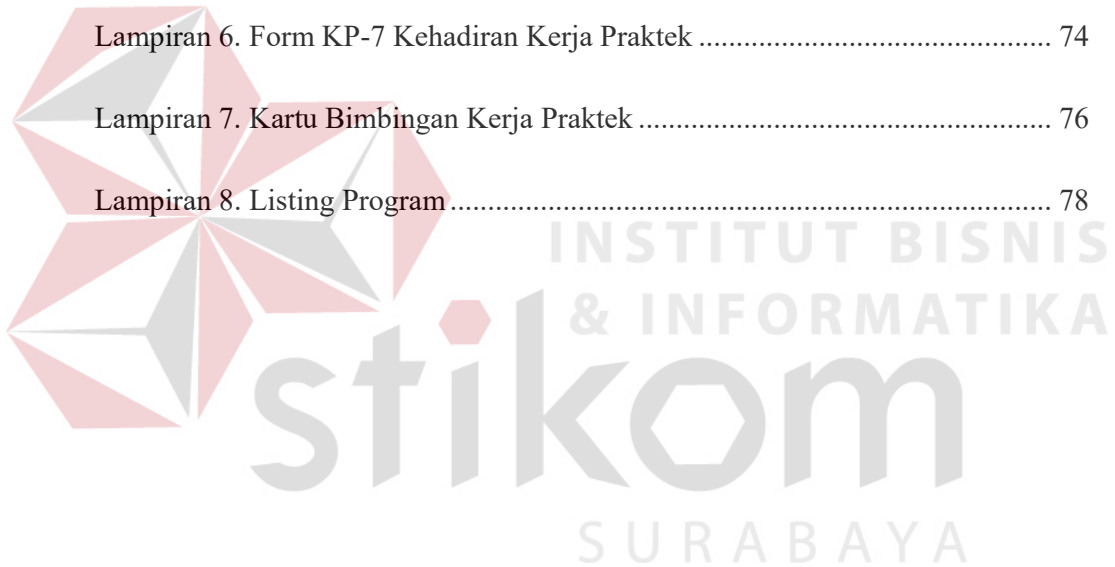 Lampiran 6. Form KP-7 Kehadiran Kerja Praktek ............................................... 74
Lampiran 7. Kartu Bimbingan Kerja Praktek ....................................................... 76
Lampiran 8. Listing Program ................................................................................ 78
INSTITUT BISNIS
& INFORMATIKA
stikom
SURABAYA